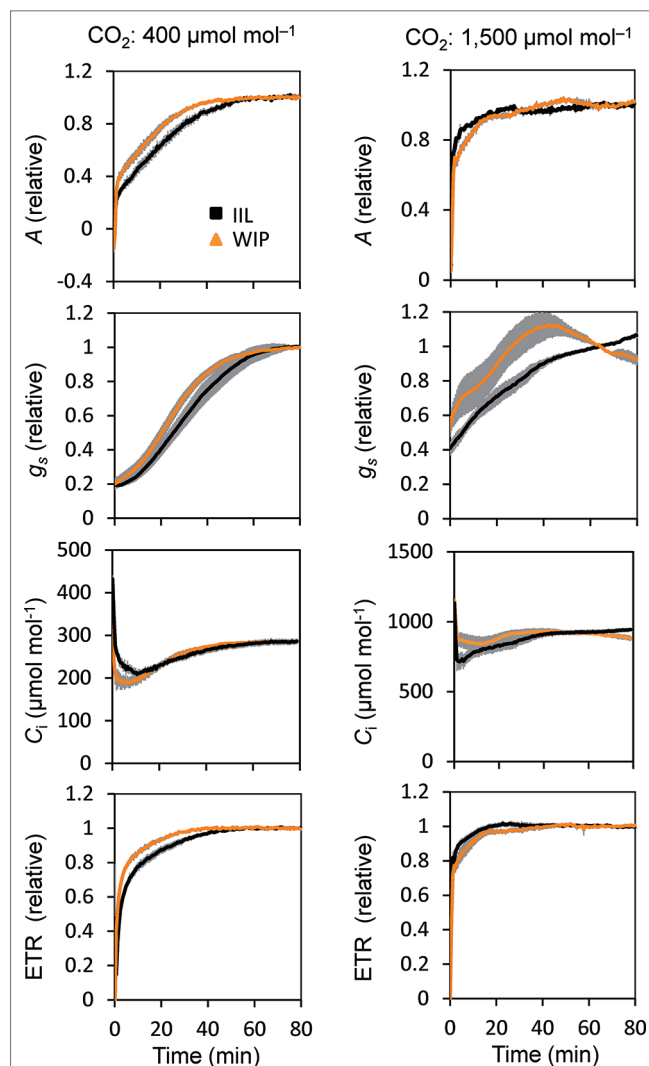 CO₂: 400 µmol mol⁻¹
CO₂: 1,500 µmol mol⁻¹
A (relative)
1.2
0.8
0.4
0
-0.4
IIL
WIP
A (relative)
1.2
0.8
0.4
0
gs (relative)
1.2
1
0.8
0.6
0.4
0.2
0
gs (relative)
1.2
1
0.8
0.6
0.4
0.2
0
Ci (µmol mol⁻¹)
500
400
300
200
100
0
Ci (µmol mol⁻¹)
1500
1000
500
0
ETR (relative)
1.2
1
0.8
0.6
0.4
0.2
0
0 20 40 60 80
Time (min)
ETR (relative)
1.2
1
0.8
0.6
0.4
0.2
0
0 20 40 60 80
Time (min)